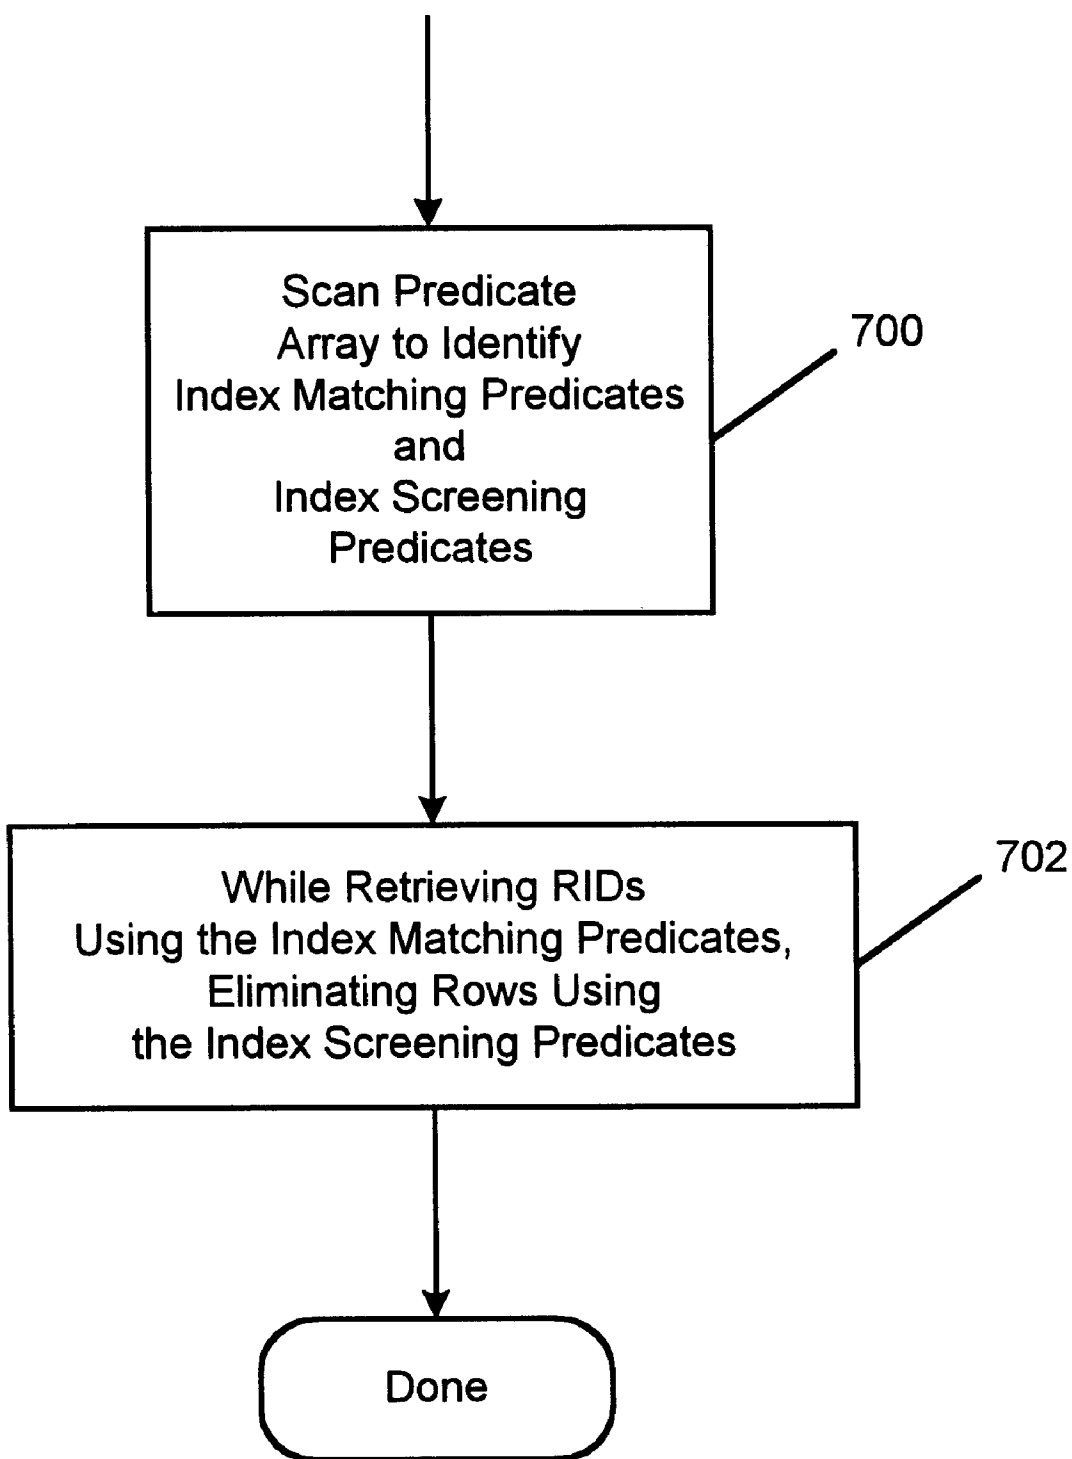 Scan Predicate
Array to Identify
Index Matching Predicates
and
Index Screening
Predicates
700
While Retrieving RIDs
Using the Index Matching Predicates,
Eliminating Rows Using
the Index Screening Predicates
702
Done